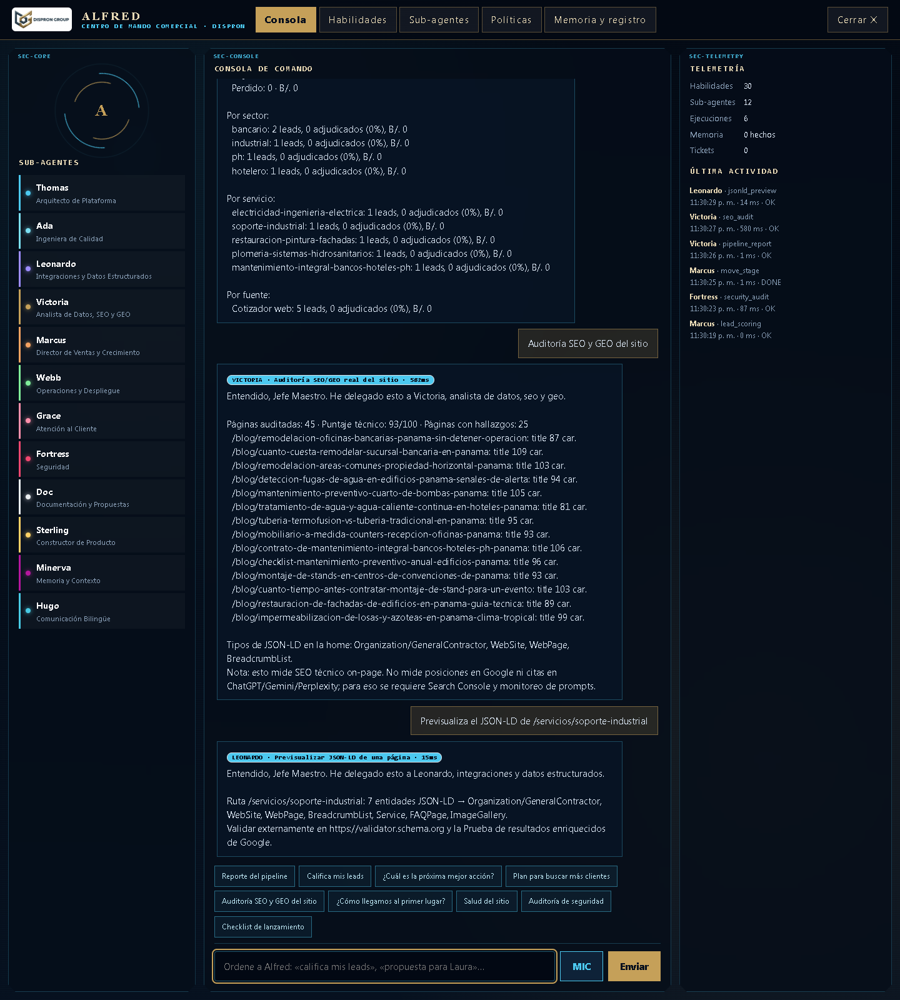 DISPRON GROUP
ALFRED
CENTRO DE MANDO COMERCIAL · DISPRON
Consola
Habilidades
Sub-agentes
Políticas
Memoria y registro
Cerrar ✕
SEC-CORE
A
SUB-AGENTES
Thomas
Arquitecto de Plataforma
Ada
Ingeniera de Calidad
Leonardo
Integraciones y Datos Estructurados
Victoria
Analista de Datos, SEO y GEO
Marcus
Director de Ventas y Crecimiento
Webb
Operaciones y Despliegue
Grace
Atención al Cliente
Fortress
Seguridad
Doc
Documentación y Propuestas
Sterling
Constructor de Producto
Minerva
Memoria y Contexto
Hugo
Comunicación Bilingüe
SEC-CONSOLE
CONSOLA DE COMANDO
Perdido: 0 · B/. 0
Por sector:
bancario: 2 leads, 0 adjudicados (0%), B/. 0
industrial: 1 leads, 0 adjudicados (0%), B/. 0
ph: 1 leads, 0 adjudicados (0%), B/. 0
hotelero: 1 leads, 0 adjudicados (0%), B/. 0
Por servicio:
electricidad-ingenieria-electrica: 1 leads, 0 adjudicados (0%), B/. 0
soporte-industrial: 1 leads, 0 adjudicados (0%), B/. 0
restauracion-pintura-fachadas: 1 leads, 0 adjudicados (0%), B/. 0
plomeria-sistemas-hidrosanitarios: 1 leads, 0 adjudicados (0%), B/. 0
mantenimiento-integral-bancos-hoteles-ph: 1 leads, 0 adjudicados (0%), B/. 0
Por fuente:
Cotizador web: 5 leads, 0 adjudicados (0%), B/. 0
Auditoría SEO y GEO del sitio
VICTORIA · Auditoría SEO/GEO real del sitio · 582ms
Entendido, Jefe Maestro. He delegado esto a Victoria, analista de datos, seo y geo.
Páginas auditadas: 45 · Puntaje técnico: 93/100 · Páginas con hallazgos: 25
/blog/remodelacion-oficinas-bancarias-panama-sin-detener-operacion: title 87 car.
/blog/cuanto-cuesta-remodelar-sucursal-bancaria-en-panama: title 109 car.
/blog/remodelacion-areas-comunes-propiedad-horizontal-panama: title 103 car.
/blog/deteccion-fugas-de-agua-en-edificios-panama-senales-de-alerta: title 94 car.
/blog/mantenimiento-preventivo-cuarto-de-bombas-panama: title 105 car.
/blog/tratamiento-de-agua-y-agua-caliente-continua-en-hoteles-panama: title 81 car.
/blog/tuberia-termofusion-vs-tuberia-tradicional-en-panama: title 95 car.
/blog/mobiliario-a-medida-counters-recepcion-oficinas-panama: title 93 car.
/blog/contrato-de-mantenimiento-integral-bancos-hoteles-ph-panama: title 106 car.
/blog/checklist-mantenimiento-preventivo-anual-edificios-panama: title 96 car.
/blog/montaje-de-stands-en-centros-de-convenciones-de-panama: title 93 car.
/blog/cuanto-tiempo-antes-contratar-montaje-de-stand-para-un-evento: title 103 car.
/blog/restauracion-de-fachadas-de-edificios-en-panama-guia-tecnica: title 89 car.
/blog/impermeabilizacion-de-losas-y-azoteas-en-panama-clima-tropical: title 99 car.
Tipos de JSON-LD en la home: Organization/GeneralContractor, WebSite, WebPage,
BreadcrumbList.
Nota: esto mide SEO técnico on-page. No mide posiciones en Google ni citas en
ChatGPT/Gemini/Perplexity; para eso se requiere Search Console y monitoreo de prompts.
Previsualiza el JSON-LD de /servicios/soporte-industrial
LEONARDO · Previsualizar JSON-LD de una página · 15ms
Entendido, Jefe Maestro. He delegado esto a Leonardo, integraciones y datos estructurados.
Ruta /servicios/soporte-industrial: 7 entidades JSON-LD → Organization/GeneralContractor,
WebSite, WebPage, BreadcrumbList, Service, FAQPage, ImageGallery.
Validar externamente en https://validator.schema.org y la Prueba de resultados enriquecidos
de Google.
Reporte del pipeline
Califica mis leads
¿Cuál es la próxima mejor acción?
Plan para buscar más clientes
Auditoría SEO y GEO del sitio
¿Cómo llegamos al primer lugar?
Salud del sitio
Auditoría de seguridad
Checklist de lanzamiento
Ordene a Alfred: «califica mis leads», «propuesta para Laura»...
MIC
Enviar
SEC-TELEMETRY
TELEMETRÍA
Habilidades 30
Sub-agentes 12
Ejecuciones 6
Memoria 0 hechos
Tickets 0
ÚLTIMA ACTIVIDAD
Leonardo · jsonld_preview
11:30:29 p. m. · 14 ms · OK
Victoria · seo_audit
11:30:27 p. m. · 580 ms · OK
Victoria · pipeline_report
11:30:26 p. m. · 1 ms · OK
Marcus · move_stage
11:30:25 p. m. · 1 ms · DONE
Fortress · security_audit
11:30:23 p. m. · 87 ms · OK
Marcus · lead_scoring
11:30:19 p. m. · 0 ms · OK